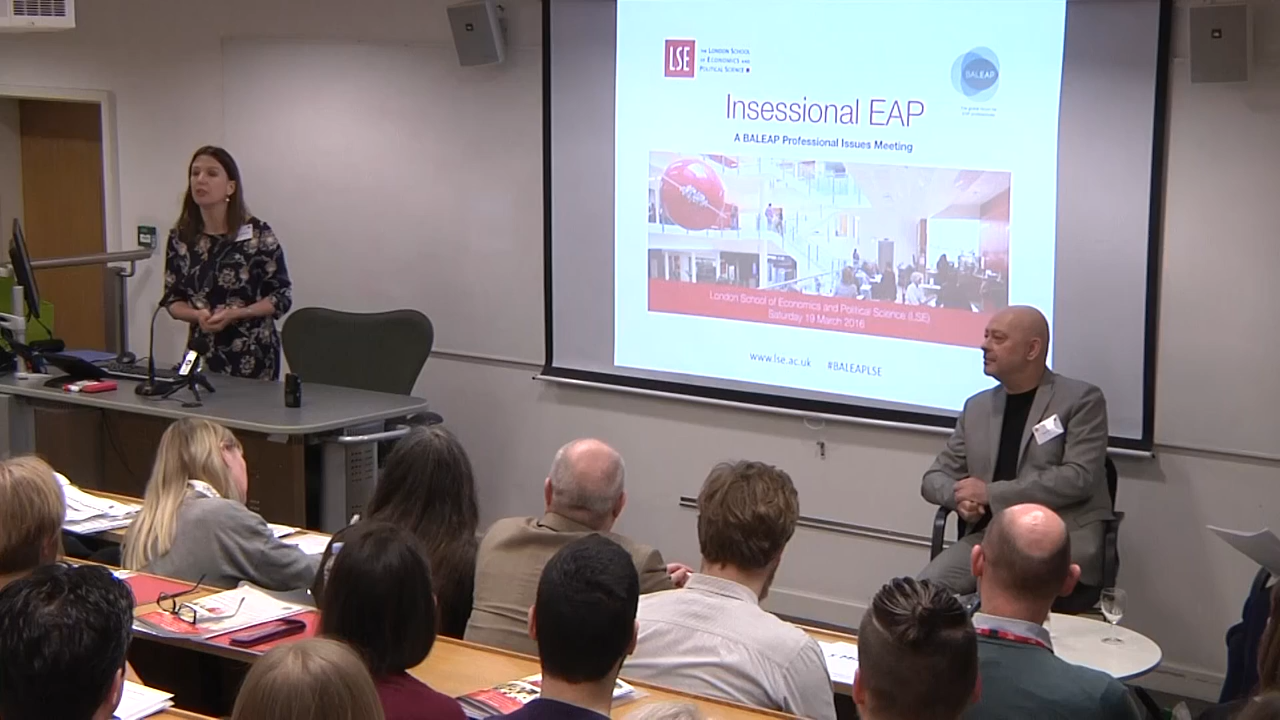 LSE
THE LONDON SCHOOL
OF ECONOMICS AND
POLITICAL SCIENCE
BALEAP
Insessional EAP
A BALEAP Professional Issues Meeting
London School of Economics and Political Science (LSE)
Saturday 19 March 2016
www.lse.ac.uk #BALEAPLSE